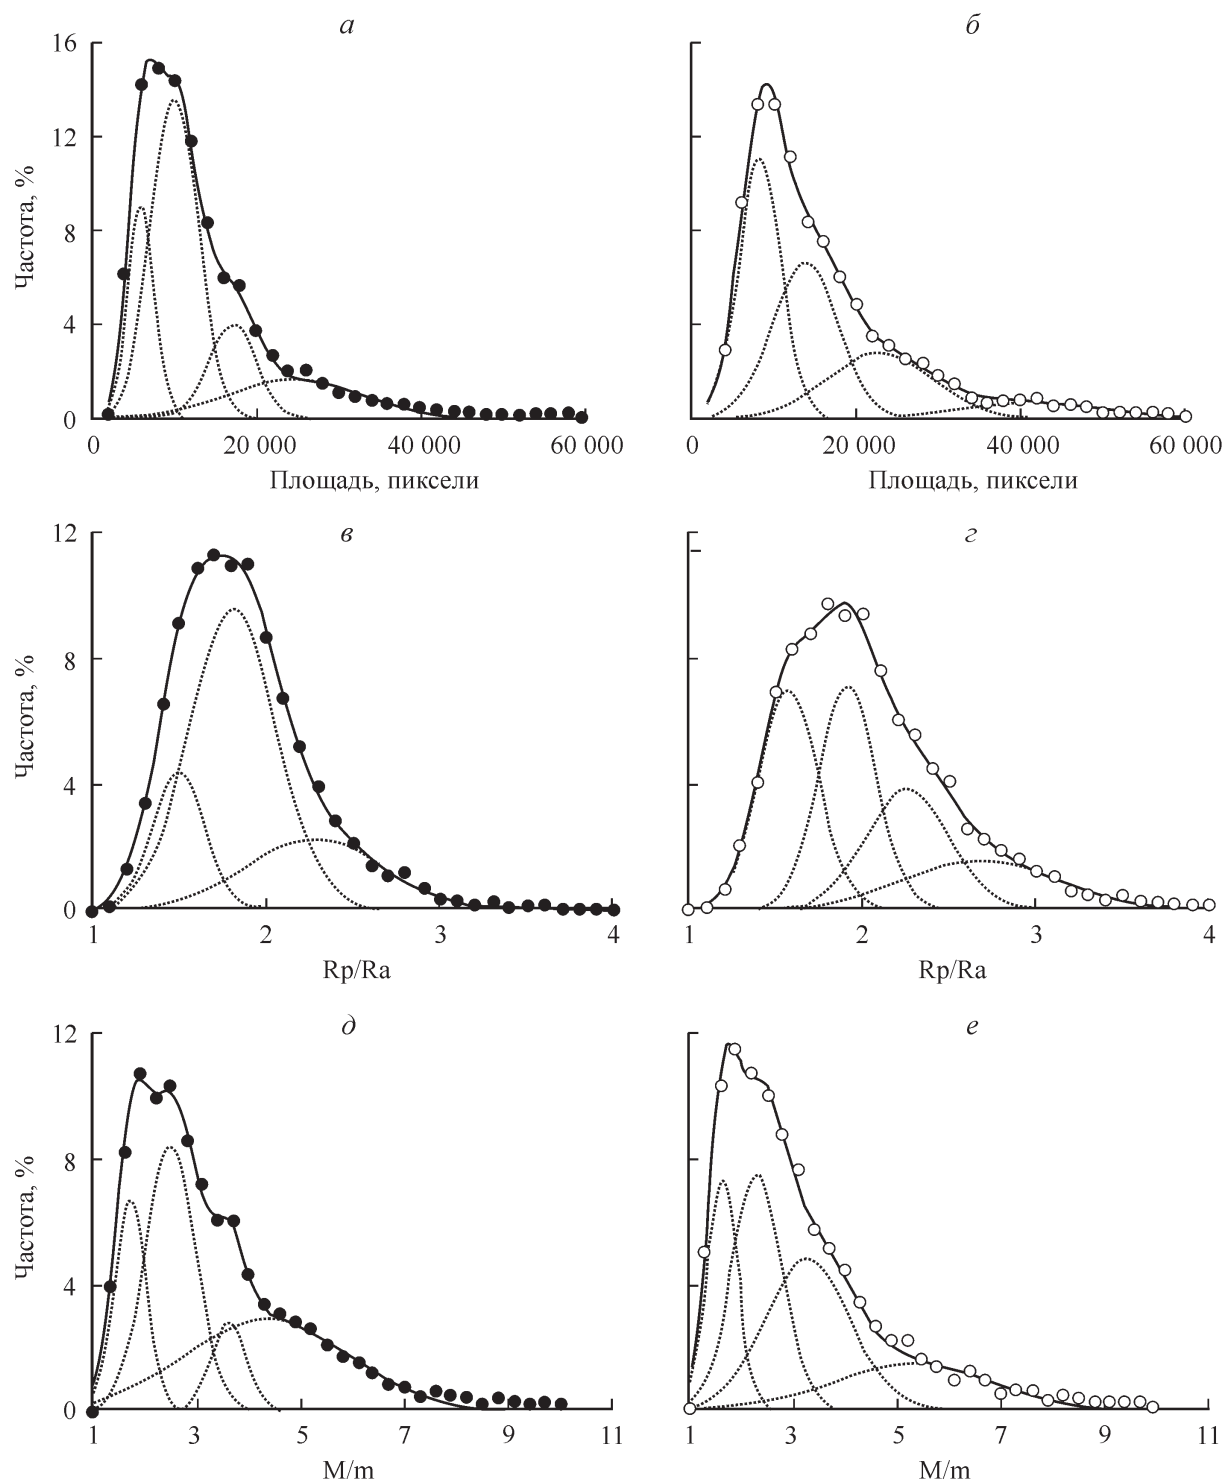 а б
16
12
8
4
0
Частота, %
0 20 000 40 000 60 000 0 20 000 40 000 60 000
Площадь, пиксели Площадь, пиксели
в г
12
8
4
0
Частота, %
1 2 3 4 1 2 3 4
Rp/Ra Rp/Ra
д е
12
8
4
0
Частота, %
1 3 5 7 9 11 1 3 5 7 9 11
M/m M/m